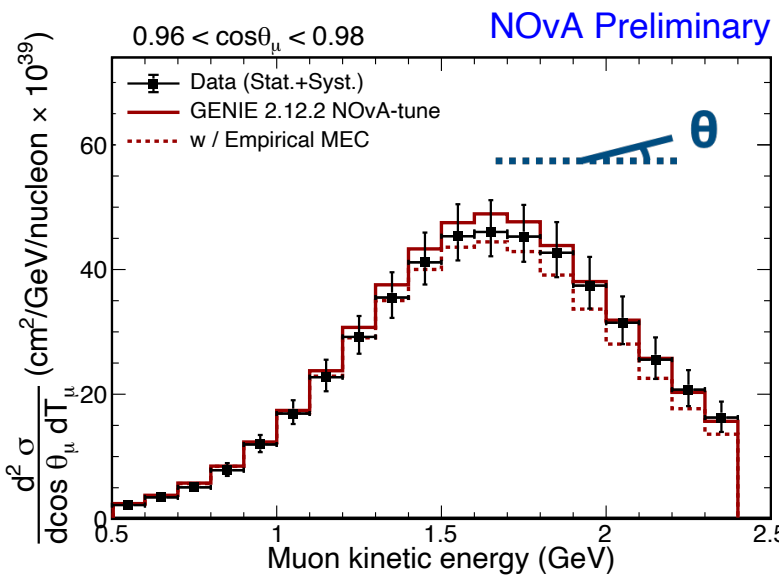 NOvA Preliminary
0.96 < cosθμ < 0.98
Data (Stat.+Syst.)
GENIE 2.12.2 NOvA-tune
w / Empirical MEC
θ
d² σ
dcos θμ dTμ
(cm²/GeV/nucleon × 10³⁹)
60
40
20
0
0.5 1 1.5 2 2.5
Muon kinetic energy (GeV)